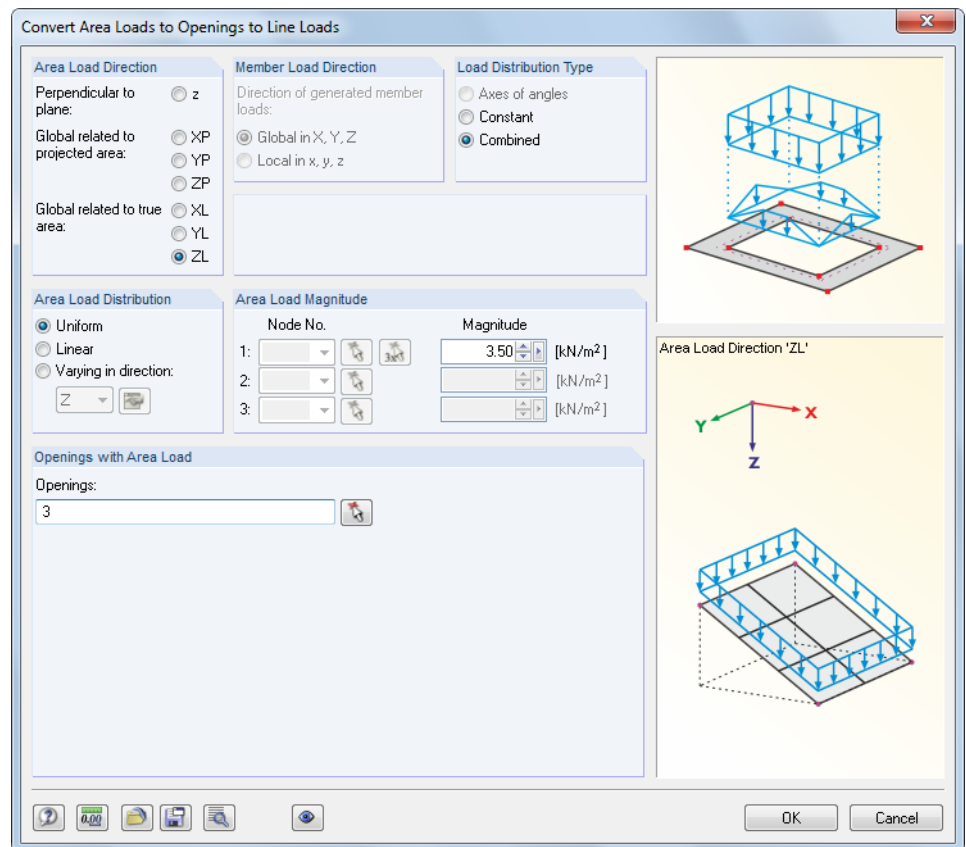 Convert Area Loads to Openings to Line Loads
x
Area Load Direction
Perpendicular to
plane:
z
Global related to
projected area:
XP
YP
ZP
Global related to true
area:
XL
YL
ZL
Member Load Direction
Direction of generated member
loads:
Global in X, Y, Z
Local in x, y, z
Load Distribution Type
Axes of angles
Constant
Combined
Area Load Distribution
Uniform
Linear
Varying in direction:
Z
Area Load Magnitude
Node No.
Magnitude
1:
3x
3.50
[kN/m²]
2:
[kN/m²]
3:
[kN/m²]
Area Load Direction 'ZL'
Y
X
Z
Openings with Area Load
Openings:
3
0.00
OK
Cancel